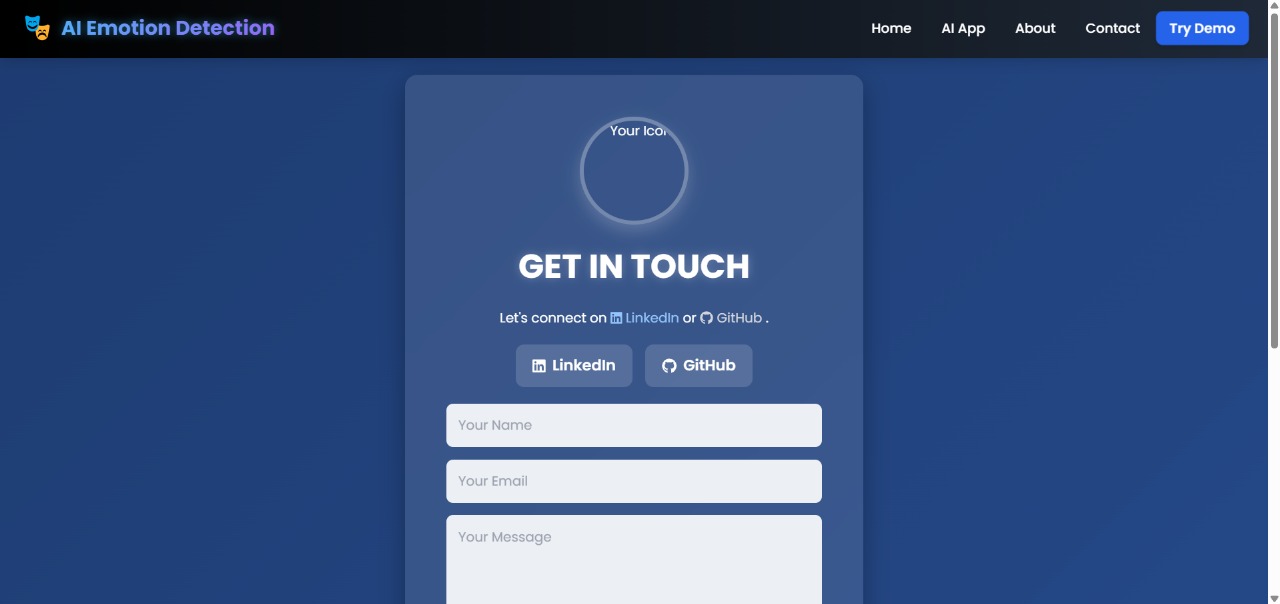 AI Emotion Detection
Home
AI App
About
Contact
Try Demo
Your Icon
GET IN TOUCH
Let's connect on LinkedIn or GitHub .
LinkedIn
GitHub
Your Name
Your Email
Your Message